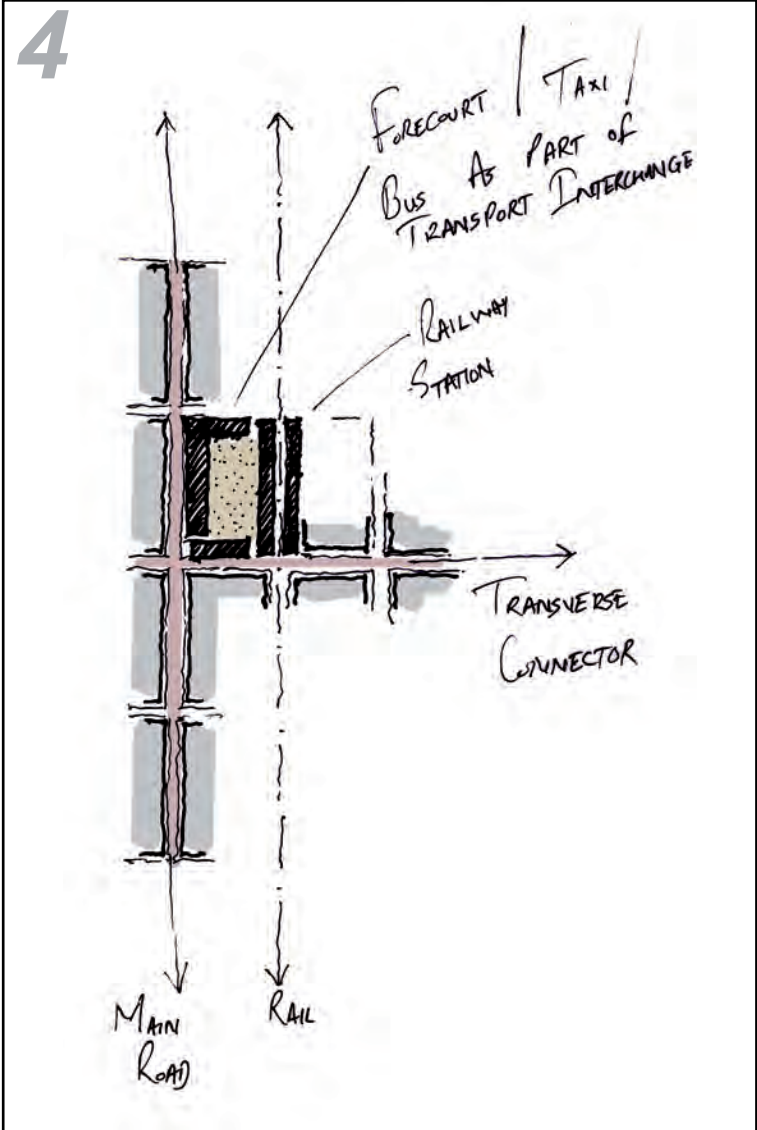 4
FORECOURT / TAXI /
BUS AS PART OF
TRANSPORT INTERCHANGE
RAILWAY
STATION
TRANSVERSE
CONNECTOR
MAIN
ROAD
RAIL